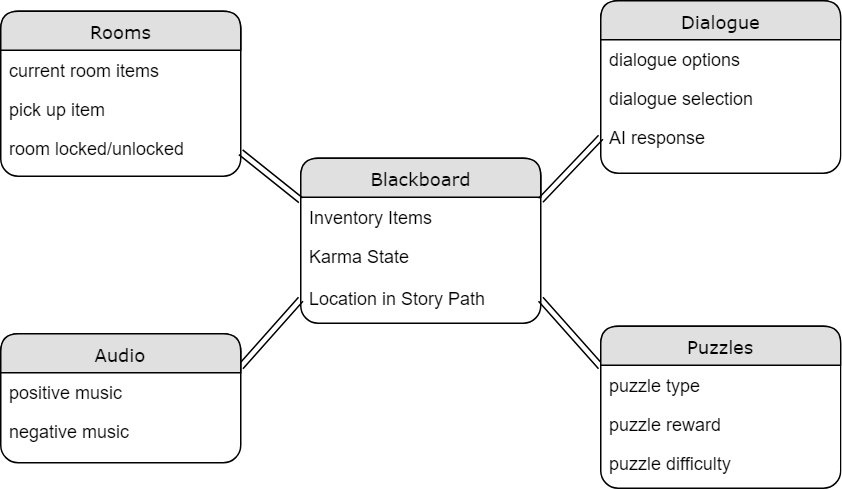 Rooms
current room items
pick up item
room locked/unlocked
Dialogue
dialogue options
dialogue selection
AI response
Blackboard
Inventory Items
Karma State
Location in Story Path
Audio
positive music
negative music
Puzzles
puzzle type
puzzle reward
puzzle difficulty